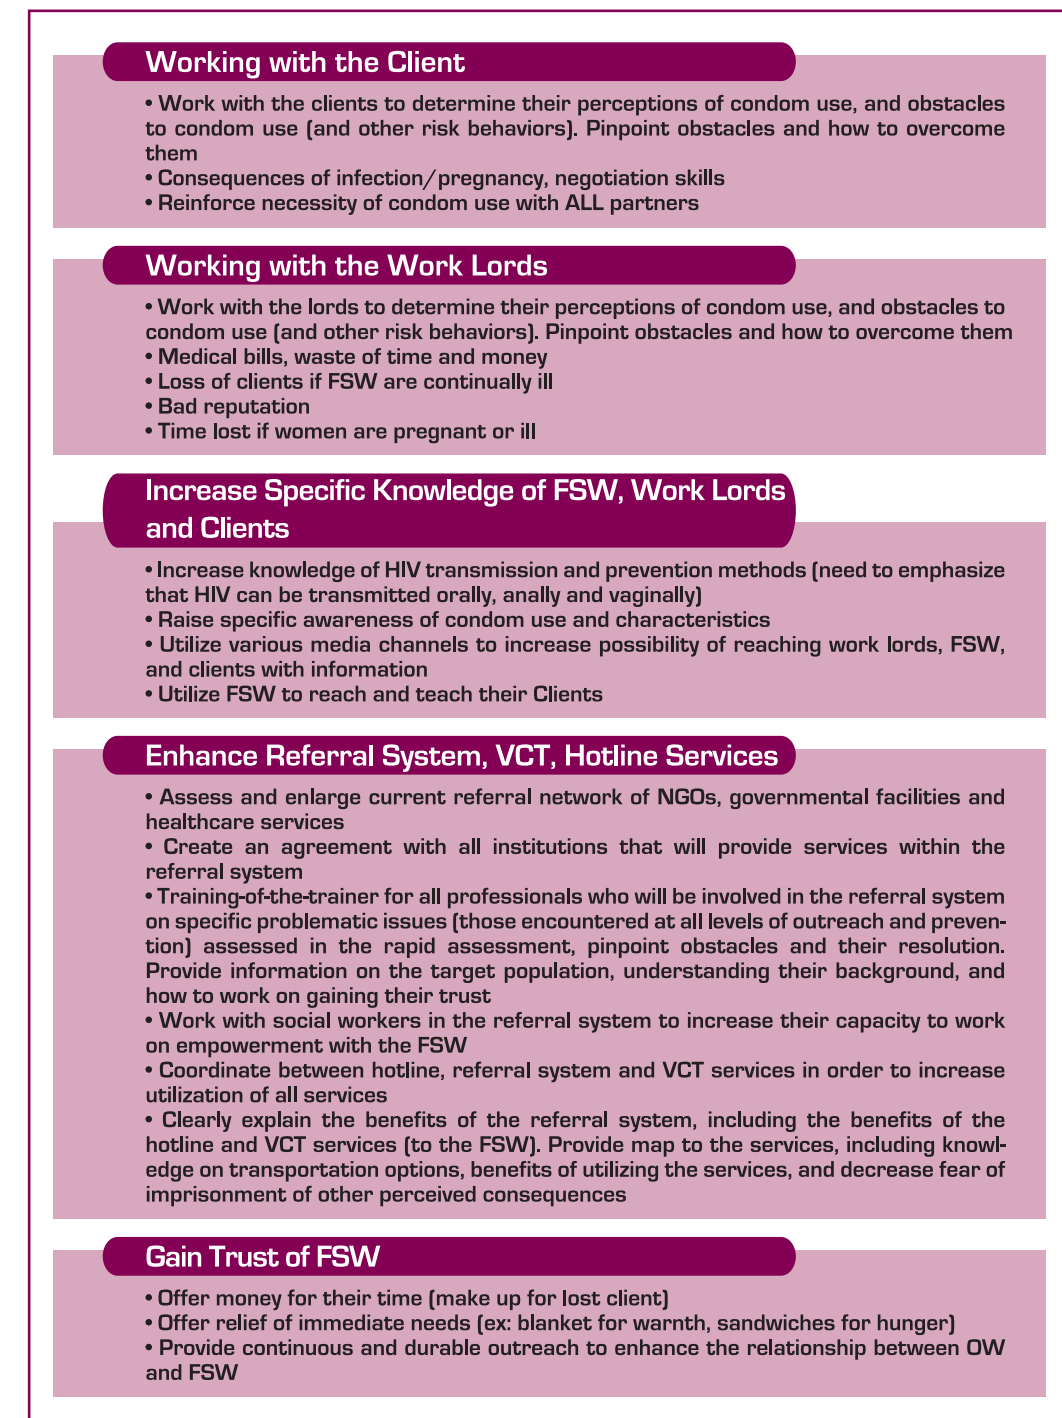 Working with the Client
• Work with the clients to determine their perceptions of condom use, and obstacles
to condom use (and other risk behaviors). Pinpoint obstacles and how to overcome
them
• Consequences of infection/pregnancy, negotiation skills
• Reinforce necessity of condom use with ALL partners
Working with the Work Lords
• Work with the lords to determine their perceptions of condom use, and obstacles to
condom use (and other risk behaviors). Pinpoint obstacles and how to overcome them
• Medical bills, waste of time and money
• Loss of clients if FSW are continually ill
• Bad reputation
• Time lost if women are pregnant or ill
Increase Specific Knowledge of FSW, Work Lords
and Clients
• Increase knowledge of HIV transmission and prevention methods (need to emphasize
that HIV can be transmitted orally, anally and vaginally)
• Raise specific awareness of condom use and characteristics
• Utilize various media channels to increase possibility of reaching work lords, FSW,
and clients with information
• Utilize FSW to reach and teach their Clients
Enhance Referral System, VCT, Hotline Services
• Assess and enlarge current referral network of NGOs, governmental facilities and
healthcare services
• Create an agreement with all institutions that will provide services within the
referral system
• Training-of-the-trainer for all professionals who will be involved in the referral system
on specific problematic issues (those encountered at all levels of outreach and preven-
tion) assessed in the rapid assessment, pinpoint obstacles and their resolution.
Provide information on the target population, understanding their background, and
how to work on gaining their trust
• Work with social workers in the referral system to increase their capacity to work
on empowerment with the FSW
• Coordinate between hotline, referral system and VCT services in order to increase
utilization of all services
• Clearly explain the benefits of the referral system, including the benefits of the
hotline and VCT services (to the FSW). Provide map to the services, including knowl-
edge on transportation options, benefits of utilizing the services, and decrease fear of
imprisonment of other perceived consequences
Gain Trust of FSW
• Offer money for their time (make up for lost client)
• Offer relief of immediate needs (ex: blanket for warnth, sandwiches for hunger)
• Provide continuous and durable outreach to enhance the relationship between OW
and FSW